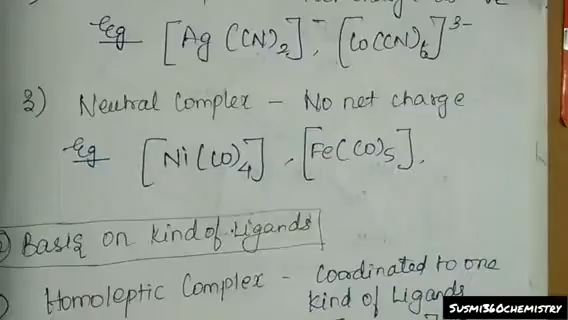 Eg [Ag (CN)2]⁻, [Co(CN)6]³⁻
3) Neutral Complex - No net charge
Eg [Ni(CO)4], [Fe(CO)5],
Basis on Kind of Ligands
Homoleptic Complex - Coordinated to one
Kind of Ligands
SUSMI360CHEMISTRY